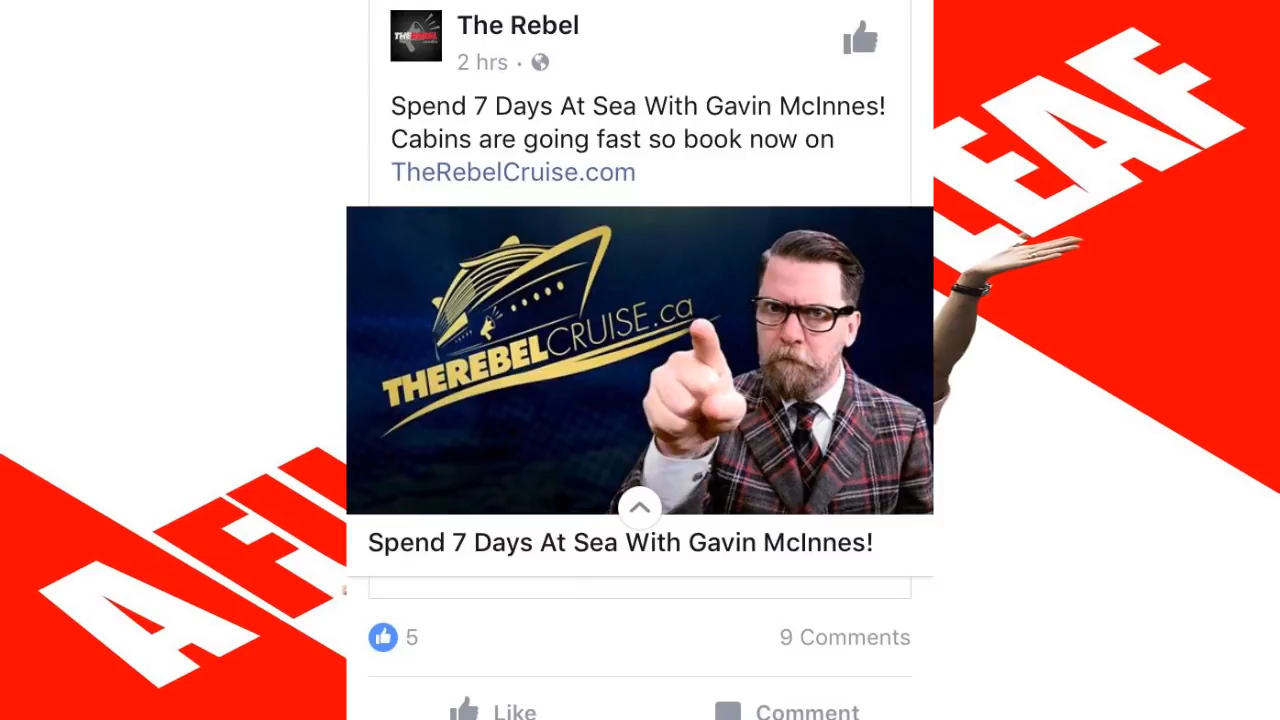 The Rebel
2 hrs ·
Spend 7 Days At Sea With Gavin McInnes!
Cabins are going fast so book now on
TheRebelCruise.com
THEREBELCRUISE.ca
Spend 7 Days At Sea With Gavin McInnes!
5
9 Comments
Like
Comment
LEAF